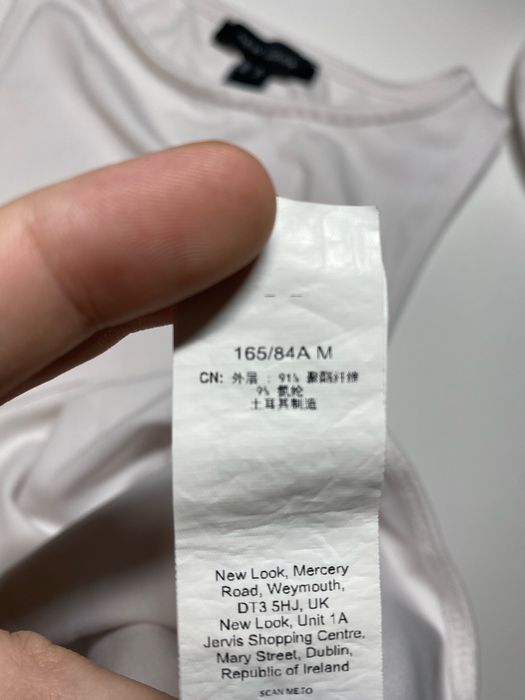 165/84A M
CN: 外层 : 91% 聚酯纤维
9% 氨纶
土耳其制造
New Look, Mercery
Road, Weymouth,
DT3 5HJ, UK
New Look, Unit 1A
Jervis Shopping Centre,
Mary Street, Dublin,
Republic of Ireland
SCAN ME TO